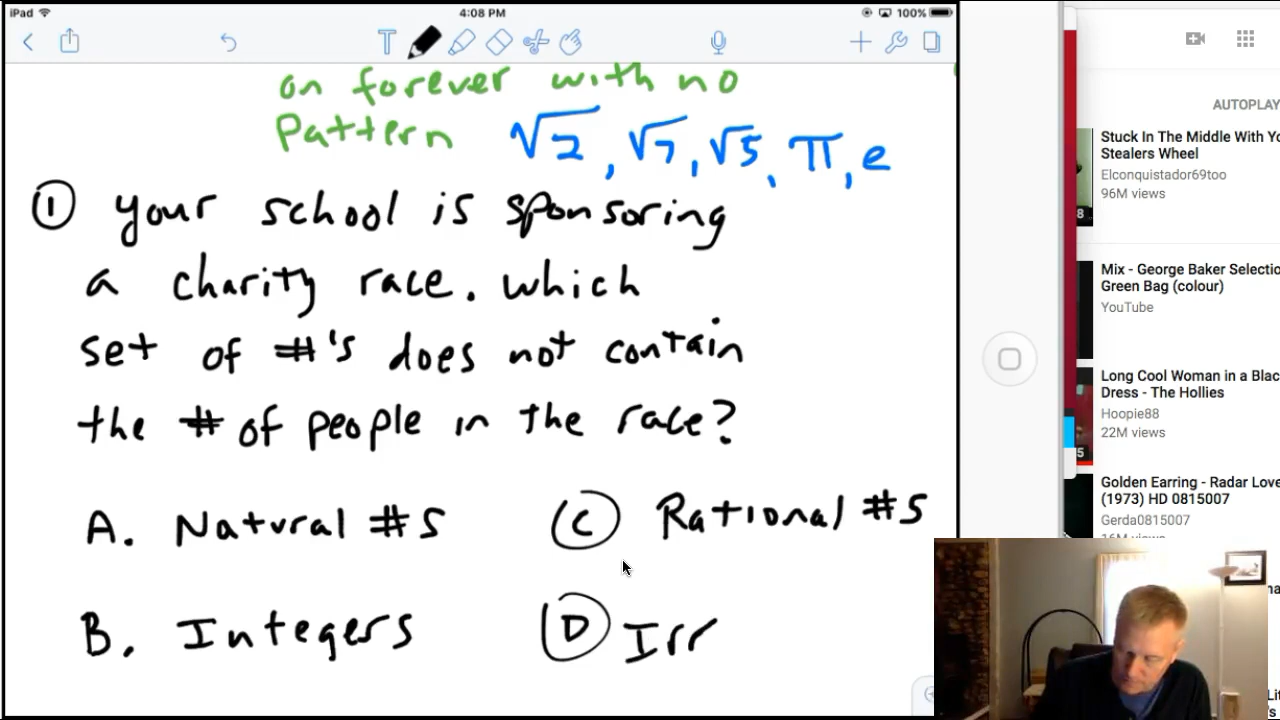 iPad
4:08 PM
100%
T
on forever with no
pattern √2, √7, √5, π, e
① your school is sponsoring
a charity race. which
set of #'s does not contain
the # of people in the race?
A. Natural #s
Ⓒ Rational #s
B. Integers
Ⓓ Irr
AUTOPLAY
Stuck In The Middle With Yo
Stealers Wheel
Elconquistador69too
96M views
8
Mix - George Baker Selectio
Green Bag (colour)
YouTube
Long Cool Woman in a Blac
Dress - The Hollies
Hoopie88
22M views
5
Golden Earring - Radar Love
(1973) HD 0815007
Gerda0815007